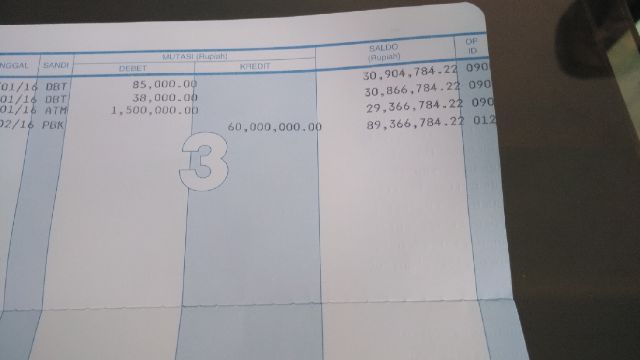 MUTASI (Rupiah) SALDO OP
NGGAL SANDI DEBET KREDIT (Rupiah) ID
01/16 DBT 85,000.00 30,904,784.22 090
01/16 DBT 38,000.00 30,866,784.22 090
01/16 ATM 1,500,000.00 29,366,784.22 090
02/16 PBK 60,000,000.00 89,366,784.22 012
3